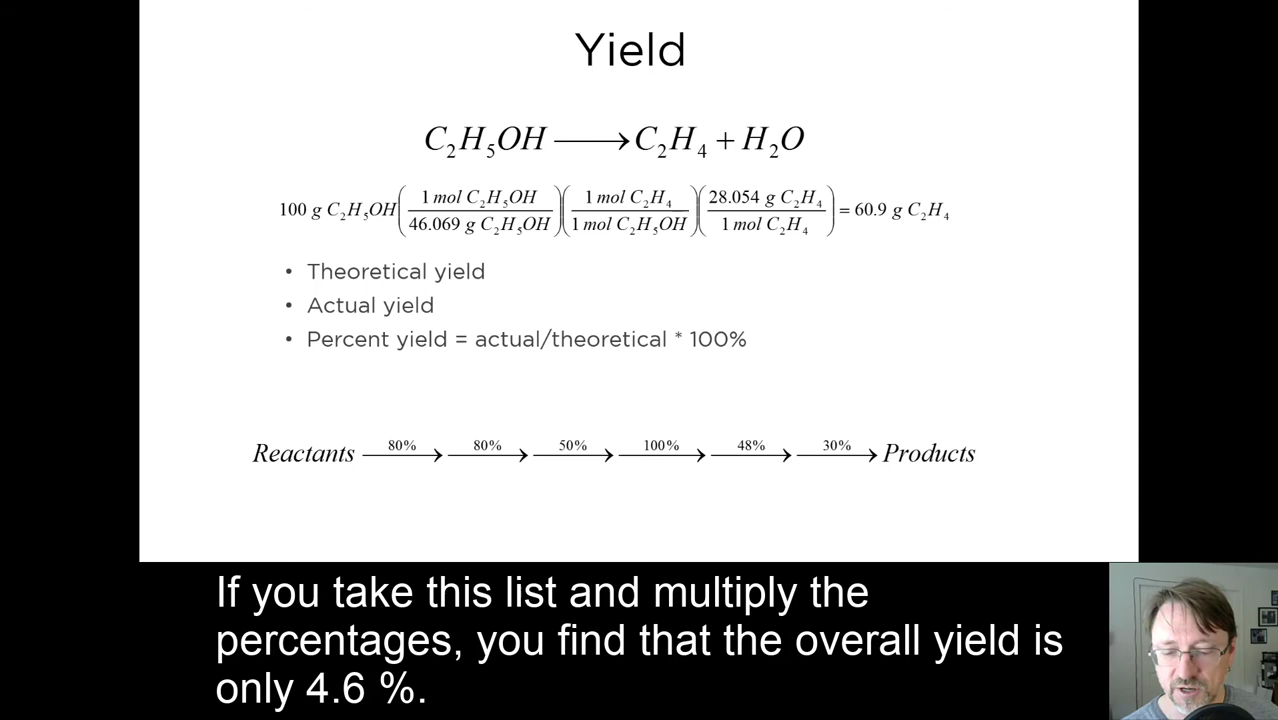 Yield
C₂H₅OH ⟶ C₂H₄ + H₂O
100 g C₂H₅OH (1 mol C₂H₅OH / 46.069 g C₂H₅OH) (1 mol C₂H₄ / 1 mol C₂H₅OH) (28.054 g C₂H₄ / 1 mol C₂H₄) = 60.9 g C₂H₄
• Theoretical yield
• Actual yield
• Percent yield = actual/theoretical * 100%
Reactants 80%⟶ 80%⟶ 50%⟶ 100%⟶ 48%⟶ 30%⟶ Products
If you take this list and multiply the
percentages, you find that the overall yield is
only 4.6 %.